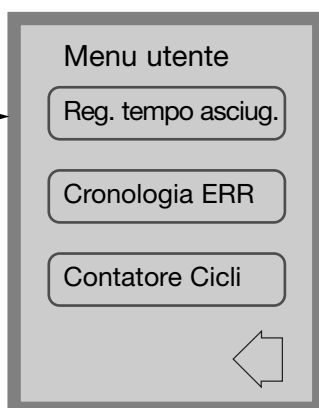 Menu utente
Reg. tempo asciug.
Cronologia ERR
Contatore Cicli